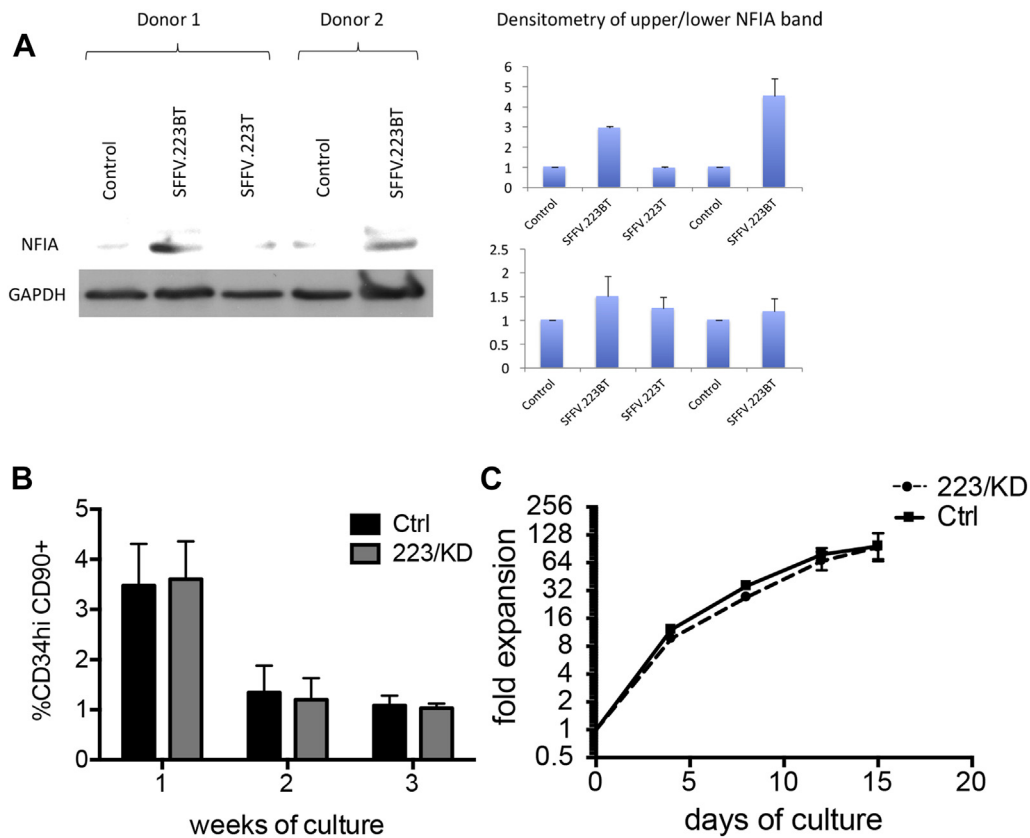 A
Donor 1
Donor 2
Control
SFFV.223BT
SFFV.223T
Control
SFFV.223BT
NFIA
GAPDH
Densitometry of upper/lower NFIA band
6
5
4
3
2
1
0
Control
SFFV.223BT
SFFV.223T
Control
SFFV.223BT
2.5
2
1.5
1
0.5
0
Control
SFFV.223BT
SFFV.223T
Control
SFFV.223BT
B
%CD34hi CD90+
5
4
3
2
1
0
Ctrl
223/KD
1 2 3
weeks of culture
C
fold expansion
256
128
64
32
16
8
4
2
1
0.5
223/KD
Ctrl
0 5 10 15 20
days of culture